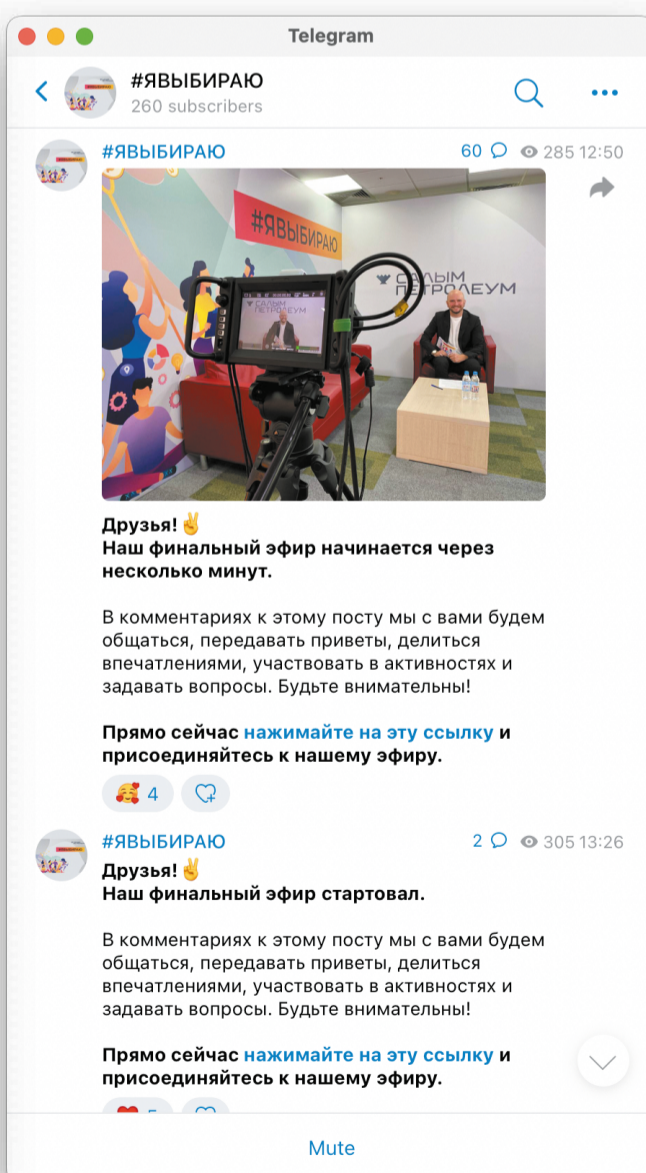 Telegram
#ЯВЫБИРАЮ
260 subscribers
#ЯВЫБИРАЮ
60 285 12:50
#ЯВЫБИРАЮ
САЛЫМ
ПЕТРОЛЕУМ
САЛЫМ
ПЕТРОЛЕУМ
Друзья!✌️
Наш финальный эфир начинается через
несколько минут.
В комментариях к этому посту мы с вами будем
общаться, передавать приветы, делиться
впечатлениями, участвовать в активностях и
задавать вопросы. Будьте внимательны!
Прямо сейчас нажимайте на эту ссылку и
присоединяйтесь к нашему эфиру.
🥰 4
#ЯВЫБИРАЮ
2 305 13:26
Друзья!✌️
Наш финальный эфир стартовал.
В комментариях к этому посту мы с вами будем
общаться, передавать приветы, делиться
впечатлениями, участвовать в активностях и
задавать вопросы. Будьте внимательны!
Прямо сейчас нажимайте на эту ссылку и
присоединяйтесь к нашему эфиру.
Mute